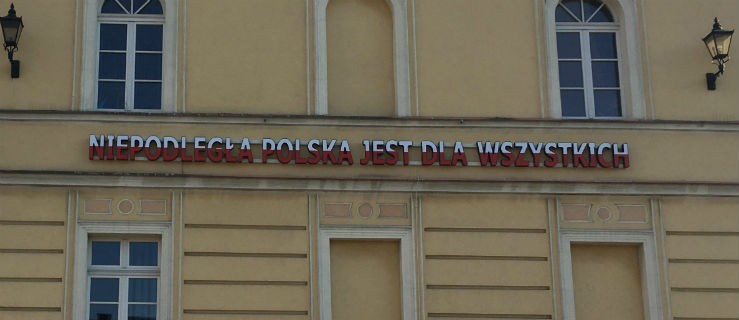 NIEPODLEGŁA POLSKA JEST DLA WSZYSTKICH